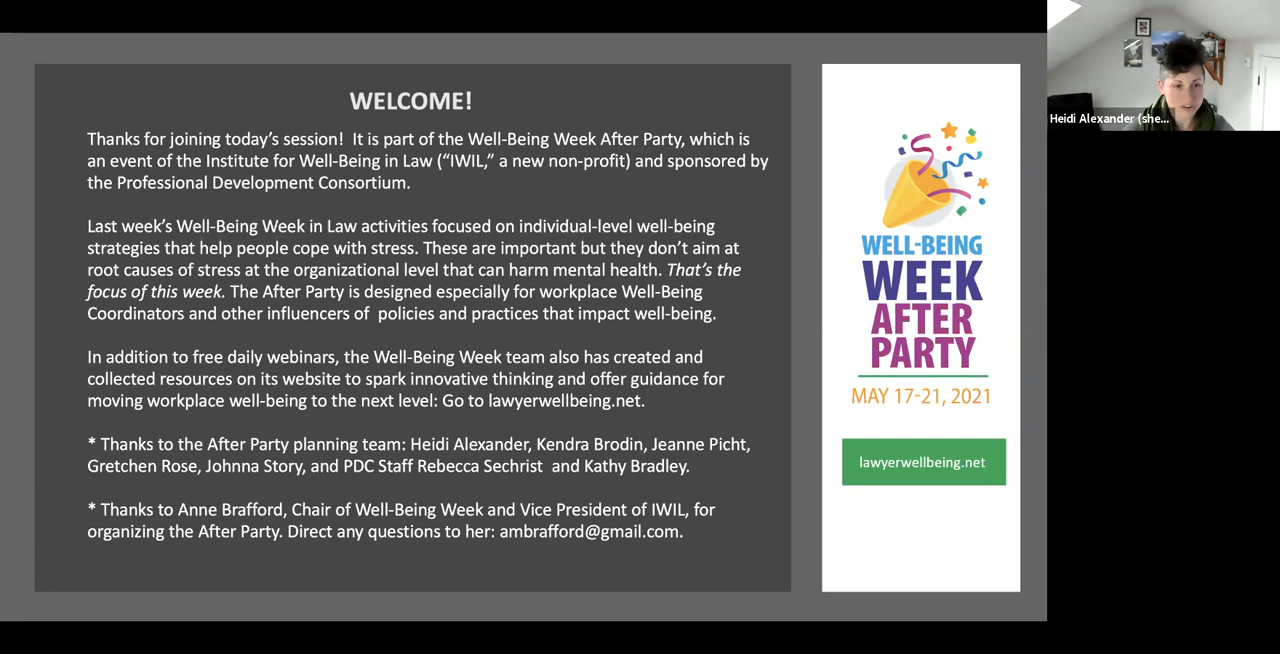 WELCOME!
Thanks for joining today's session!  It is part of the Well-Being Week After Party, which is
an event of the Institute for Well-Being in Law ("IWIL," a new non-profit) and sponsored by
the Professional Development Consortium.
Last week's Well-Being Week in Law activities focused on individual-level well-being
strategies that help people cope with stress. These are important but they don't aim at
root causes of stress at the organizational level that can harm mental health. That's the
focus of this week. The After Party is designed especially for workplace Well-Being
Coordinators and other influencers of  policies and practices that impact well-being.
In addition to free daily webinars, the Well-Being Week team also has created and
collected resources on its website to spark innovative thinking and offer guidance for
moving workplace well-being to the next level: Go to lawyerwellbeing.net.
* Thanks to the After Party planning team: Heidi Alexander, Kendra Brodin, Jeanne Picht,
Gretchen Rose, Johnna Story, and PDC Staff Rebecca Sechrist  and Kathy Bradley.
* Thanks to Anne Brafford, Chair of Well-Being Week and Vice President of IWIL, for
organizing the After Party. Direct any questions to her: ambrafford@gmail.com.
WELL-BEING
WEEK
AFTER
PARTY
MAY 17-21, 2021
lawyerwellbeing.net
Heidi Alexander (she...